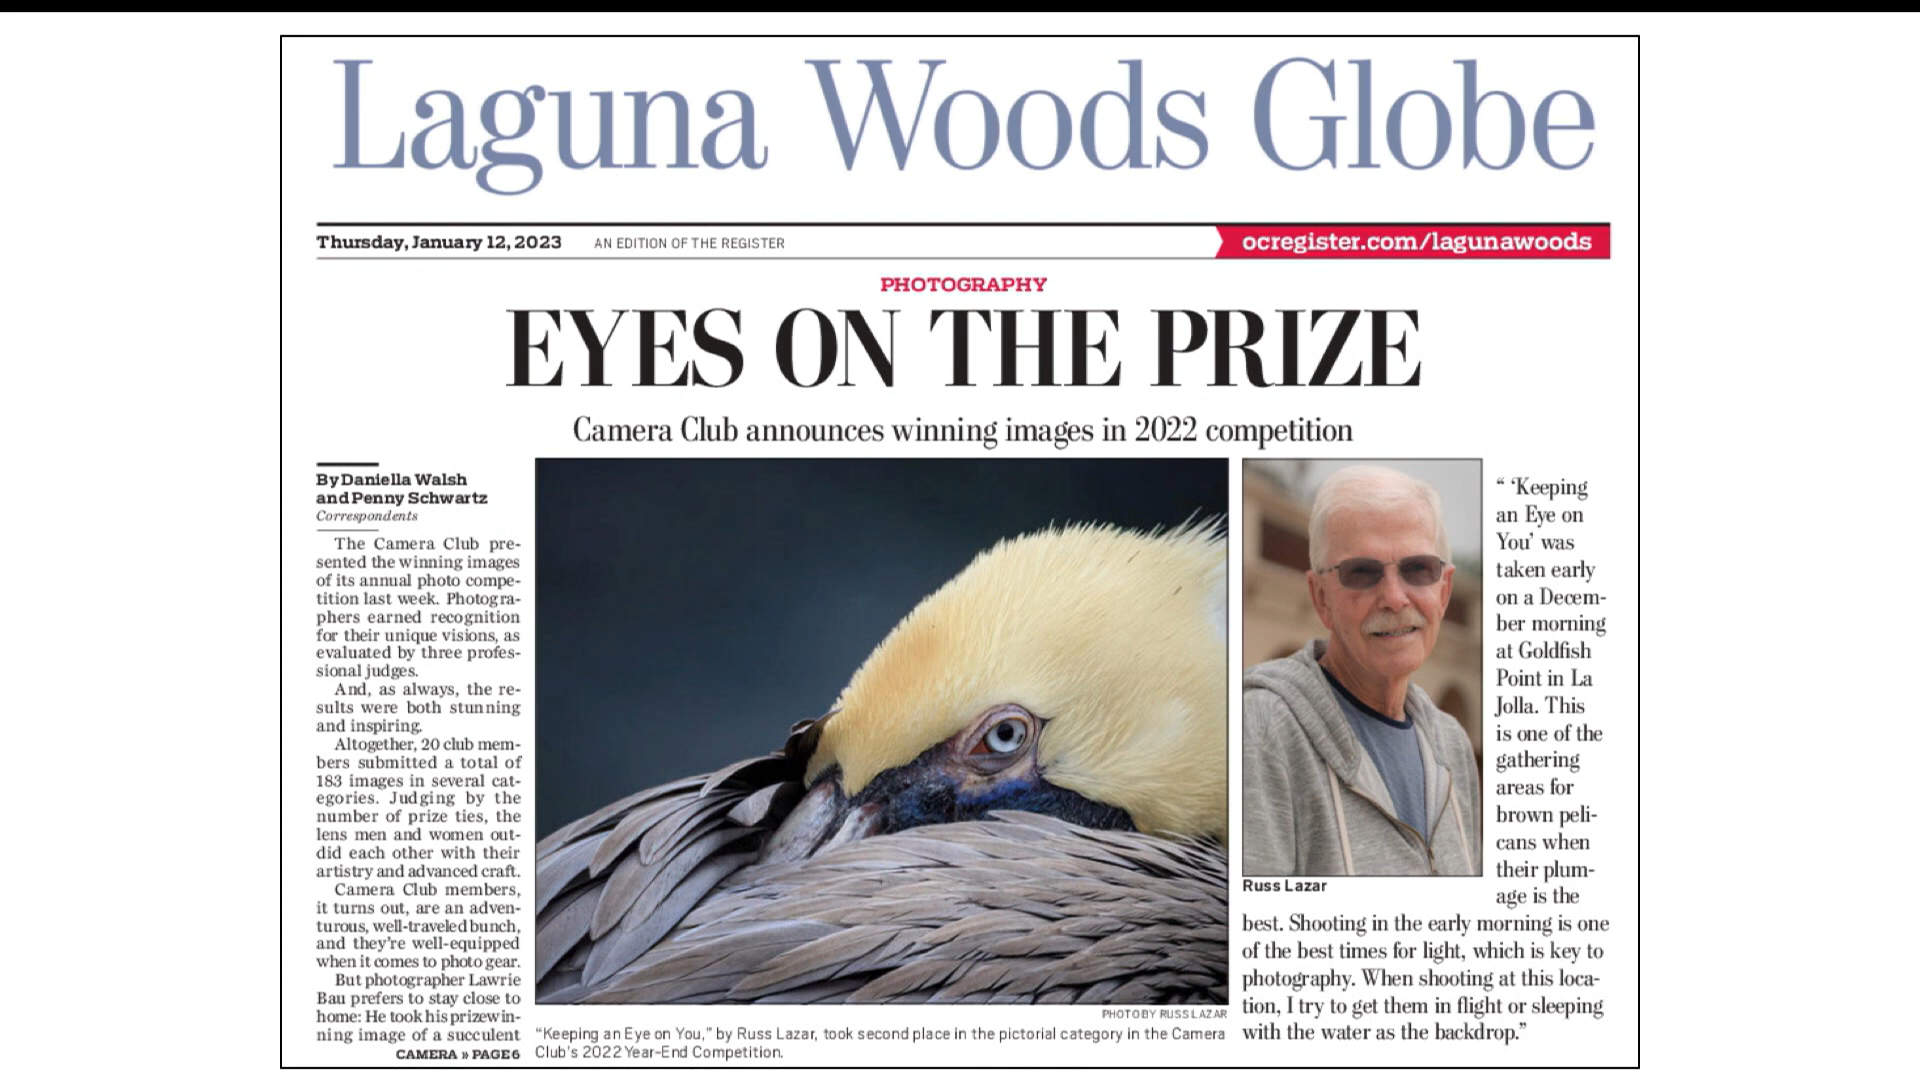 Laguna Woods Globe
Thursday, January 12, 2023 AN EDITION OF THE REGISTER ocregister.com/lagunawoods
PHOTOGRAPHY
EYES ON THE PRIZE
Camera Club announces winning images in 2022 competition
By Daniella Walsh
and Penny Schwartz
Correspondents
The Camera Club pre-
sented the winning images
of its annual photo compe-
tition last week. Photogra-
phers earned recognition
for their unique visions, as
evaluated by three profes-
sional judges.
And, as always, the re-
sults were both stunning
and inspiring.
Altogether, 20 club mem-
bers submitted a total of
183 images in several cat-
egories. Judging by the
number of prize ties, the
lens men and women out-
did each other with their
artistry and advanced craft.
Camera Club members,
it turns out, are an adven-
turous, well-traveled bunch,
and they're well-equipped
when it comes to photo gear.
But photographer Lawrie
Bau prefers to stay close to
home: He took his prizewin-
ning image of a succulent
CAMERA » PAGE 6
PHOTO BY RUSS LAZAR
“Keeping an Eye on You,” by Russ Lazar, took second place in the pictorial category in the Camera
Club's 2022 Year-End Competition.
Russ Lazar
“ ‘Keeping
an Eye on
You’ was
taken early
on a Decem-
ber morning
at Goldfish
Point in La
Jolla. This
is one of the
gathering
areas for
brown peli-
cans when
their plum-
age is the
best. Shooting in the early morning is one
of the best times for light, which is key to
photography. When shooting at this loca-
tion, I try to get them in flight or sleeping
with the water as the backdrop.”